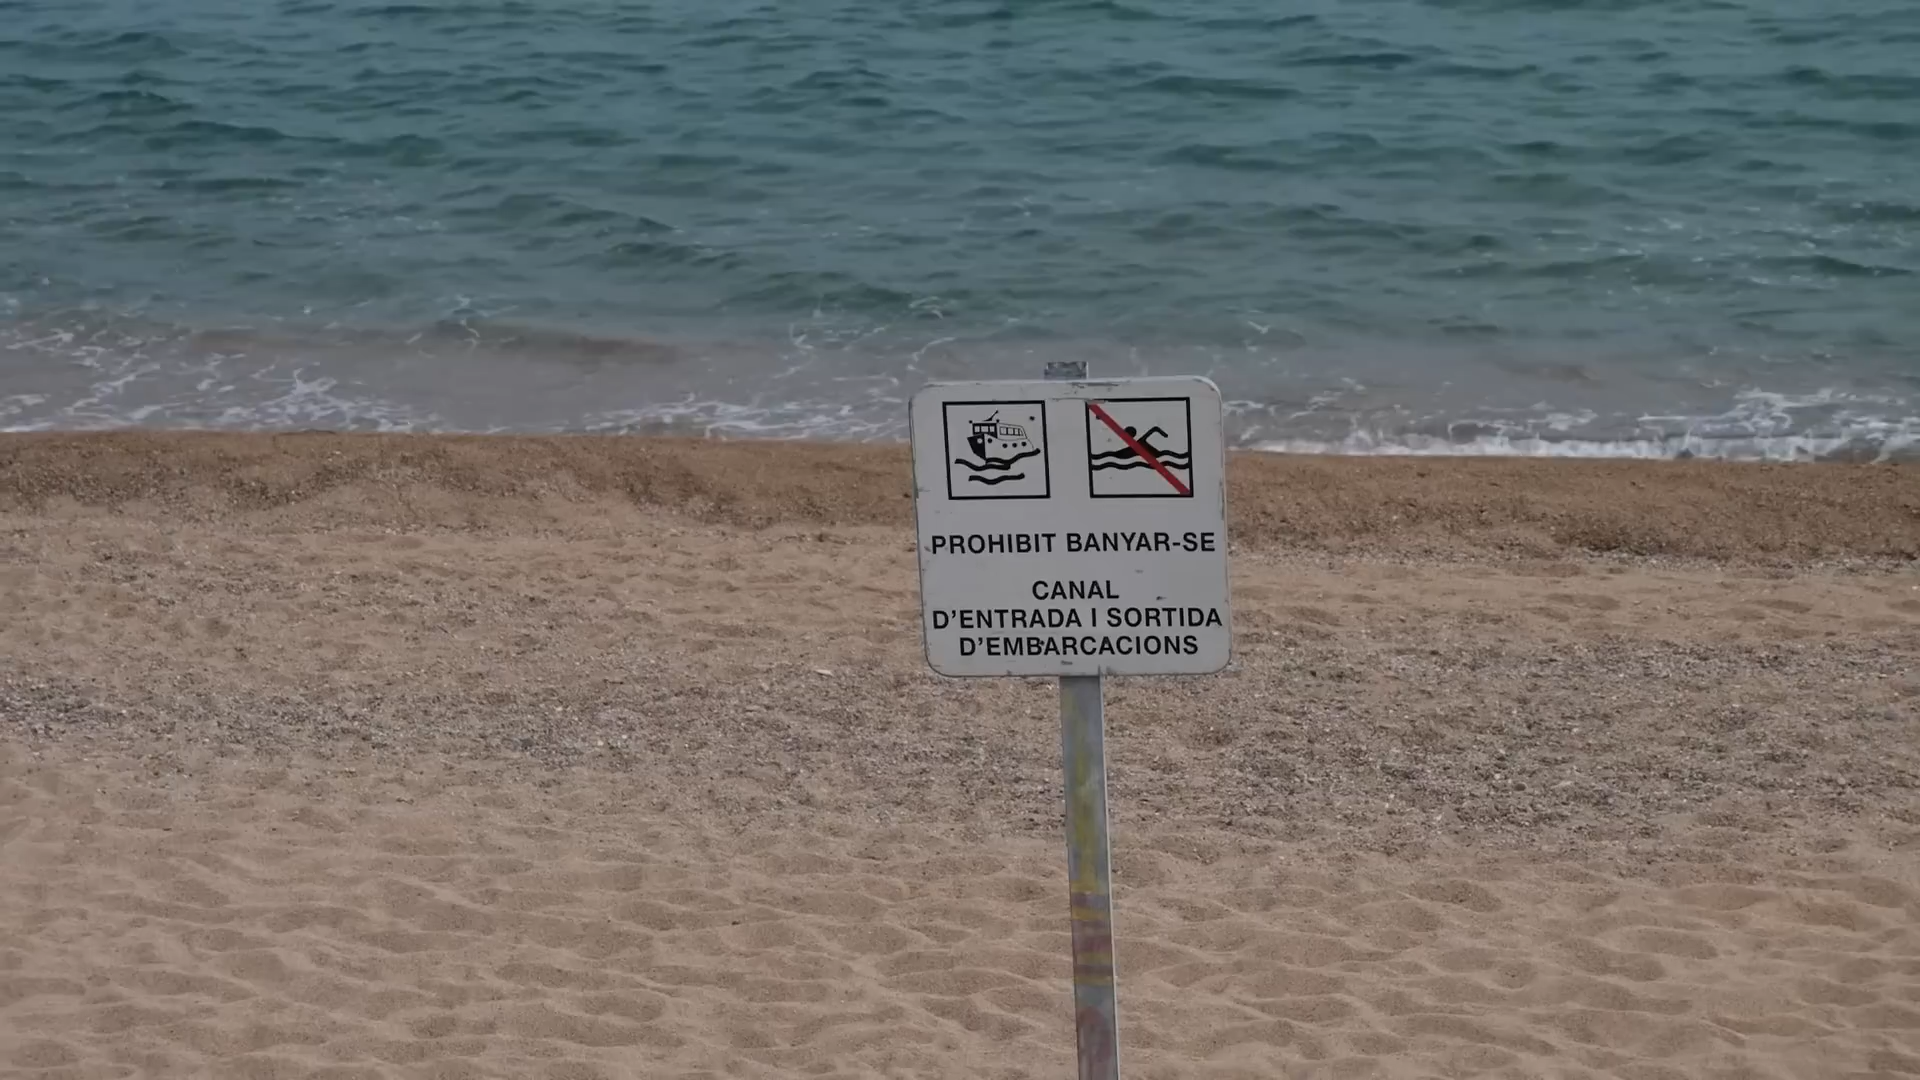 PROHIBIT BANYAR-SE
CANAL
D'ENTRADA I SORTIDA
D'EMBARCACIONS